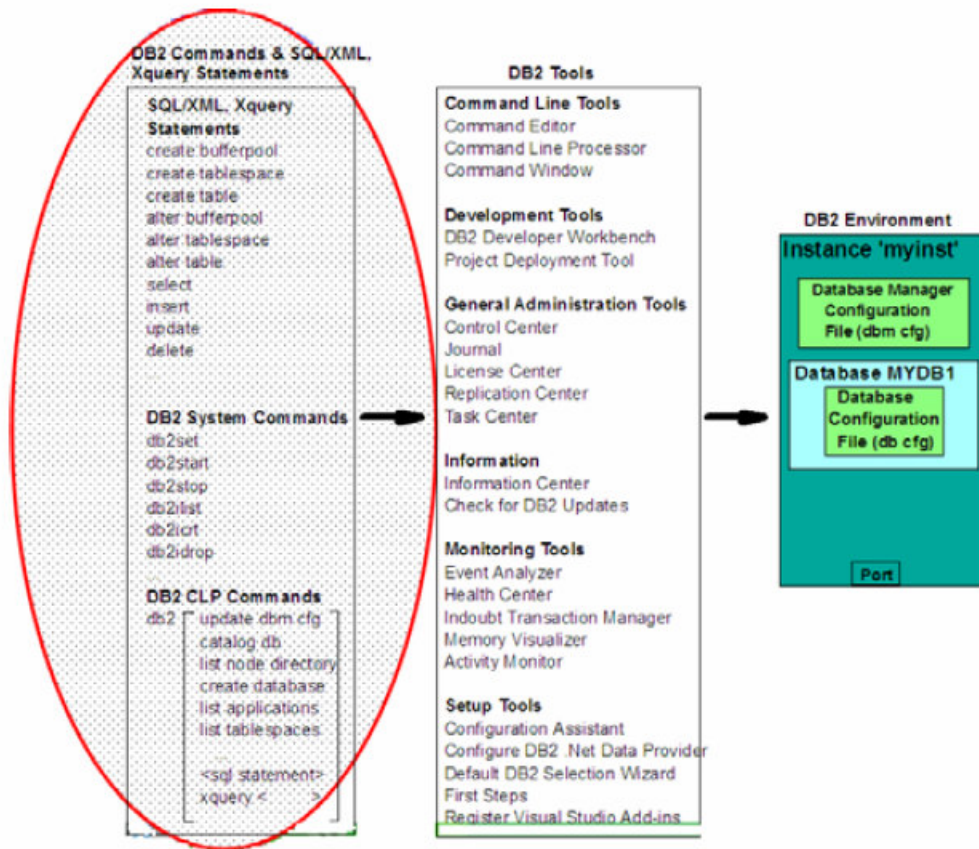 DB2 Commands & SQL/XML,
Xquery Statements
SQL/XML, Xquery
Statements
create bufferpool
create tablespace
create table
alter bufferpool
alter tablespace
alter table
select
insert
update
delete
...
DB2 System Commands
db2set
db2start
db2stop
db2ilist
db2icrt
db2idrop
...
DB2 CLP Commands
db2
update dbm cfg
catalog db
list node directory
create database
list applications
list tablespaces
...
<sql statement>
xquery < >
DB2 Tools
Command Line Tools
Command Editor
Command Line Processor
Command Window
Development Tools
DB2 Developer Workbench
Project Deployment Tool
General Administration Tools
Control Center
Journal
License Center
Replication Center
Task Center
Information
Information Center
Check for DB2 Updates
Monitoring Tools
Event Analyzer
Health Center
Indoubt Transaction Manager
Memory Visualizer
Activity Monitor
Setup Tools
Configuration Assistant
Configure DB2 .Net Data Provider
Default DB2 Selection Wizard
First Steps
Register Visual Studio Add-ins
DB2 Environment
Instance 'myinst'
Database Manager
Configuration
File (dbm cfg)
Database MYDB1
Database
Configuration
File (db cfg)
Port